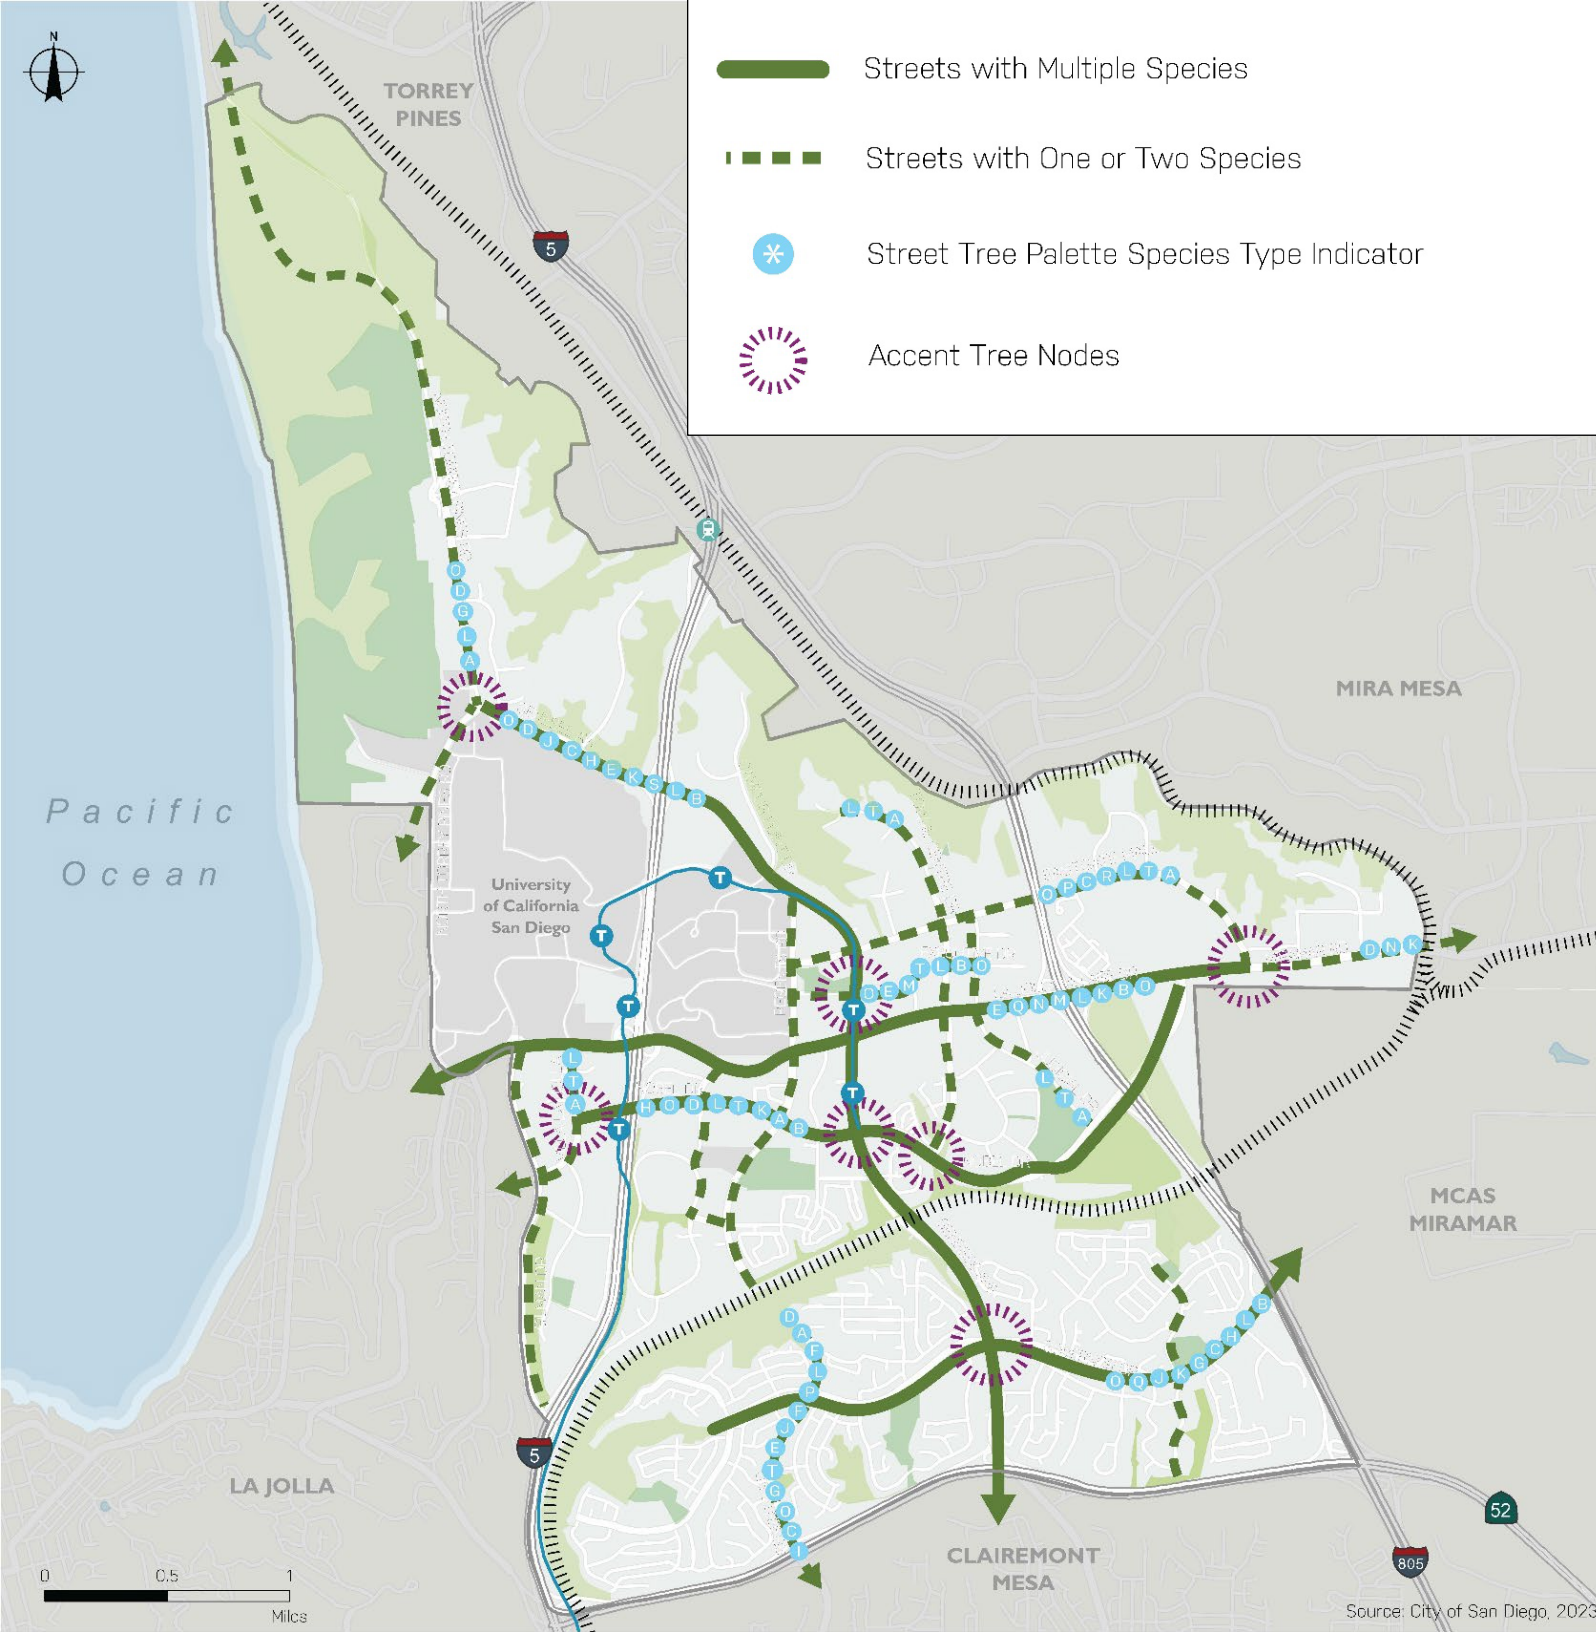 Streets with Multiple Species
Streets with One or Two Species
*
Street Tree Palette Species Type Indicator
Accent Tree Nodes
N
TORREY
PINES
5
O
D
G
L
A
MIRA MESA
O D J C H E K S L B
Pacific
Ocean
L T A
O P C R L T A
University
of California
San Diego
T
T
T
D N K
T L B O
O E M
T
E Q N M L K B O
L
T
A
T
H O D L T K A B
T
L
T
A
MCAS
MIRAMAR
D
A
F
L
P
F
J
E
T
G
O
C
I
O Q J K G C H L B
5
LA JOLLA
52
CLAIREMONT
MESA
805
0 0.5 1
Miles
Source: City of San Diego, 2023